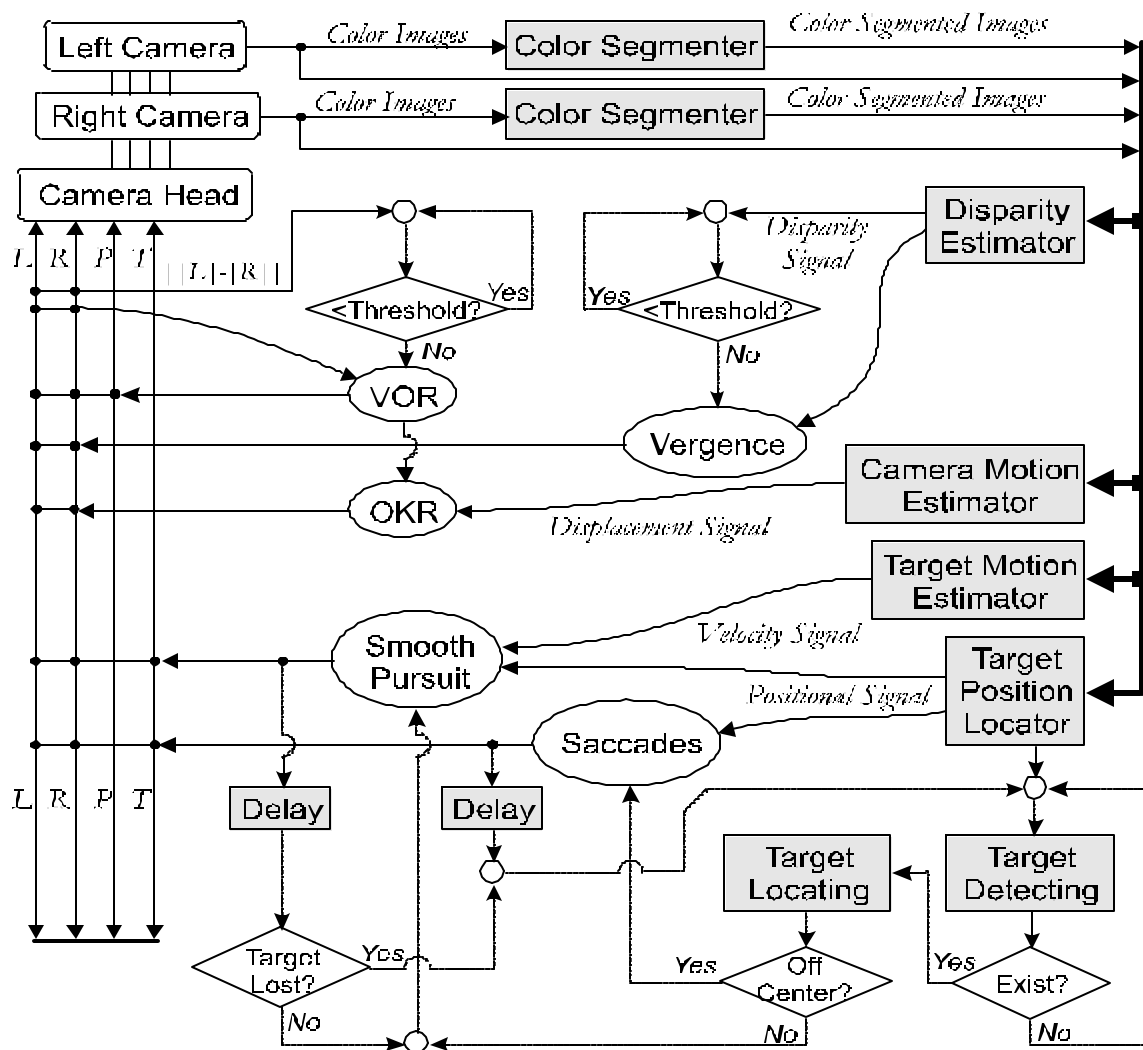 Left Camera
Color Images
Color Segmenter
Color Segmented Images
Right Camera
Color Images
Color Segmenter
Color Segmented Images
Camera Head
L R P T
||L|-|R||
Disparity
Estimator
Disparity
Signal
<Threshold?
Yes
No
<Threshold?
Yes
No
VOR
Vergence
OKR
Camera Motion
Estimator
Displacement Signal
Target Motion
Estimator
Velocity Signal
Smooth
Pursuit
Target
Position
Locator
Positional Signal
Saccades
L R P T
Delay
Delay
Target
Locating
Target
Detecting
Target
Lost?
Yes
No
Off
Center?
Yes
No
Exist?
Yes
No